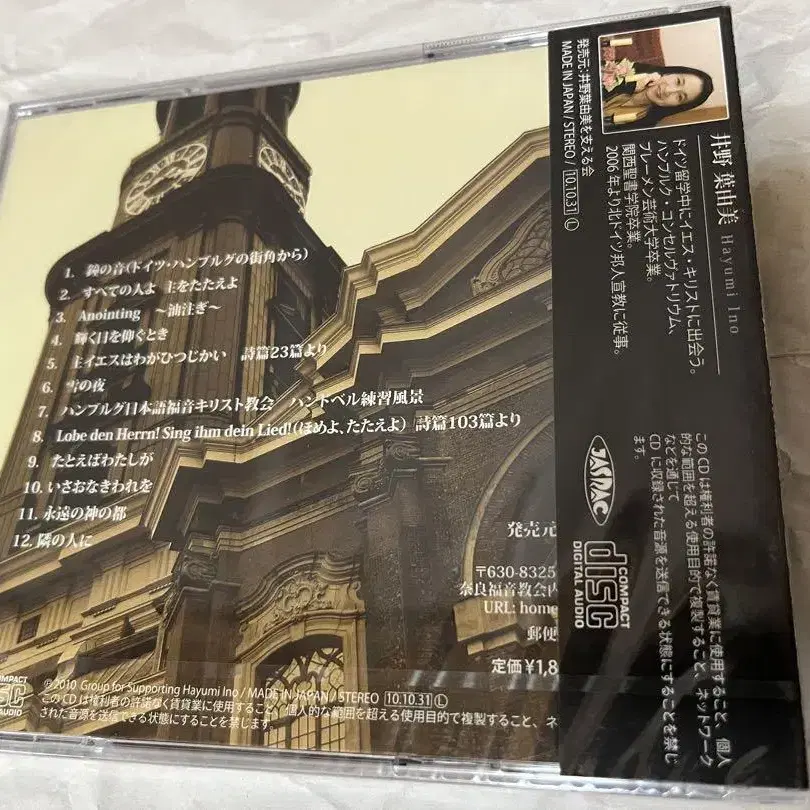 1. 鐘の音(ドイツ・ハンブルグの街角から)
2. すべての人よ 主をたたえよ
3. Anointing ～油注ぎ～
4. 輝く日を仰ぐとき
5. 主イエスはわがひつじかい 詩篇23篇より
6. 雪の夜
7. ハンブルグ日本語福音キリスト教会 ハンドベル練習風景
8. Lobe den Herrn! Sing ihm dein Lied!(ほめよ、たたえよ) 詩篇103篇より
9. たとえばわたしが
10. いさおなきわれを
11. 永遠の神の都
12. 隣の人に
発売元
〒630-8325
奈良福音教会内
URL: home
郵便
定価¥1,8
℗2010 Group for Supporting Hayumi Ino / MADE IN JAPAN / STEREO 10.10.31 Ⓛ
このCDは権利者の許諾なく賃貸業に使用すること、個人的な範囲を超える使用目的で複製すること、ネ
された音源を送信できる状態にすることを禁じます。
COMPACT
disc
AUDIO
井野 葉由美 Hayumi Ino
ドイツ留学中にイエス・キリストに出会う。
ハンブルク・コンセルヴァトリウム、
ブレーメン芸術大学卒業。
関西聖書学院卒業。
2006年より北ドイツ邦人宣教に従事。
発売元:井野葉由美を支える会
MADE IN JAPAN / STEREO / 10.10.31 Ⓛ
JASRAC
COMPACT
disc
DIGITAL AUDIO
このCDは権利者の許諾なく賃貸業に使用すること、個人
的な範囲を超える使用目的で複製すること、ネットワーク
などを通じて
CDに収録された音源を送信できる状態にすることを禁じ
ます。